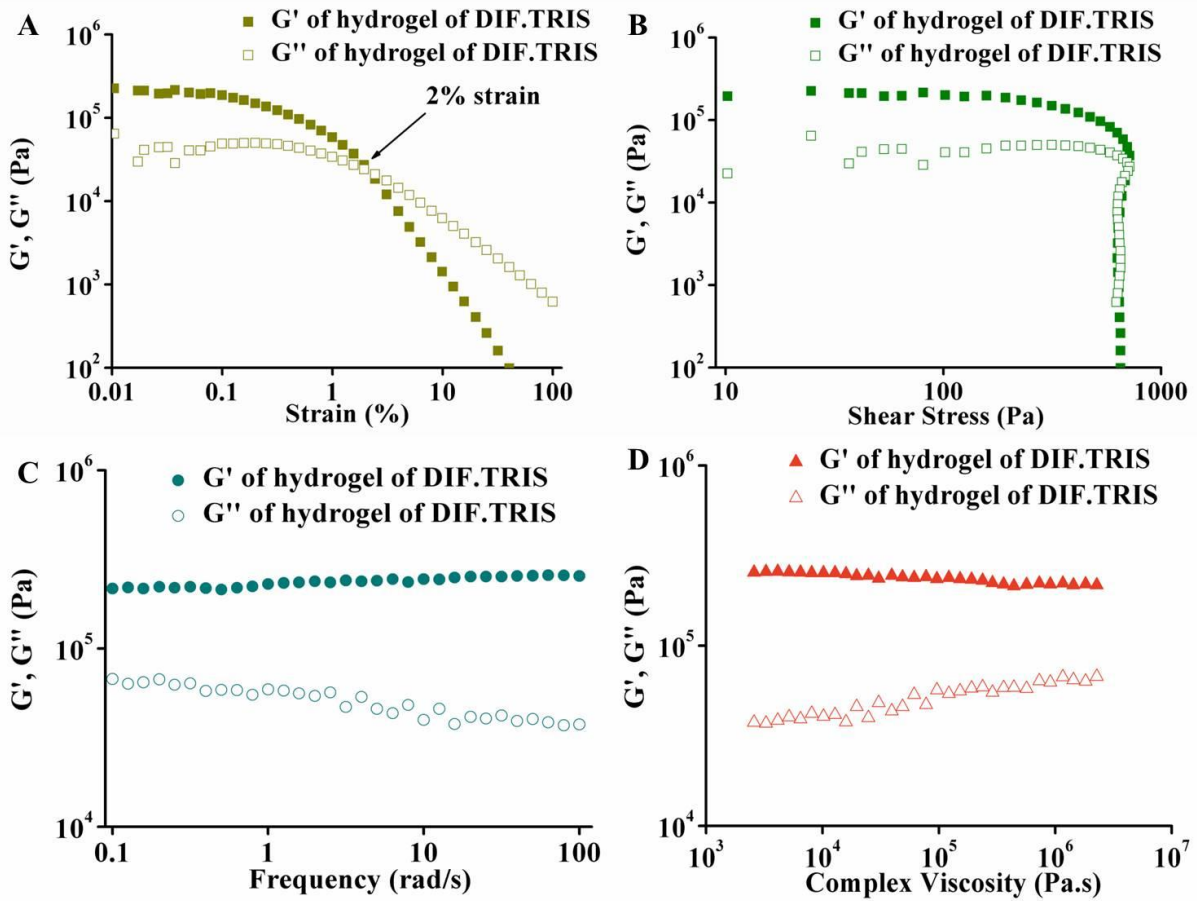 A
G' of hydrogel of DIF.TRIS
G'' of hydrogel of DIF.TRIS
2% strain
G', G'' (Pa)
10^6
10^5
10^4
10^3
10^2
0.01 0.1 1 10 100
Strain (%)
B
G' of hydrogel of DIF.TRIS
G'' of hydrogel of DIF.TRIS
G', G'' (Pa)
10^6
10^5
10^4
10^3
10^2
10 100 1000
Shear Stress (Pa)
C
G' of hydrogel of DIF.TRIS
G'' of hydrogel of DIF.TRIS
G', G'' (Pa)
10^6
10^5
10^4
0.1 1 10 100
Frequency (rad/s)
D
G' of hydrogel of DIF.TRIS
G'' of hydrogel of DIF.TRIS
G', G'' (Pa)
10^6
10^5
10^4
10^3 10^4 10^5 10^6 10^7
Complex Viscosity (Pa.s)